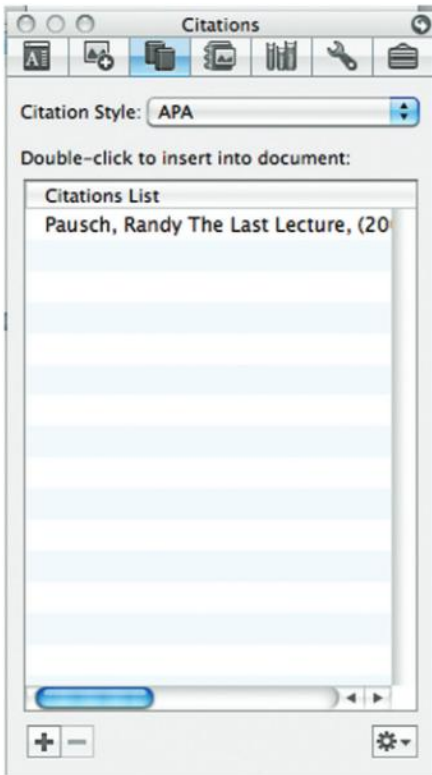 Citations
Citation Style: APA
Double-click to insert into document:
Citations List
Pausch, Randy The Last Lecture, (20